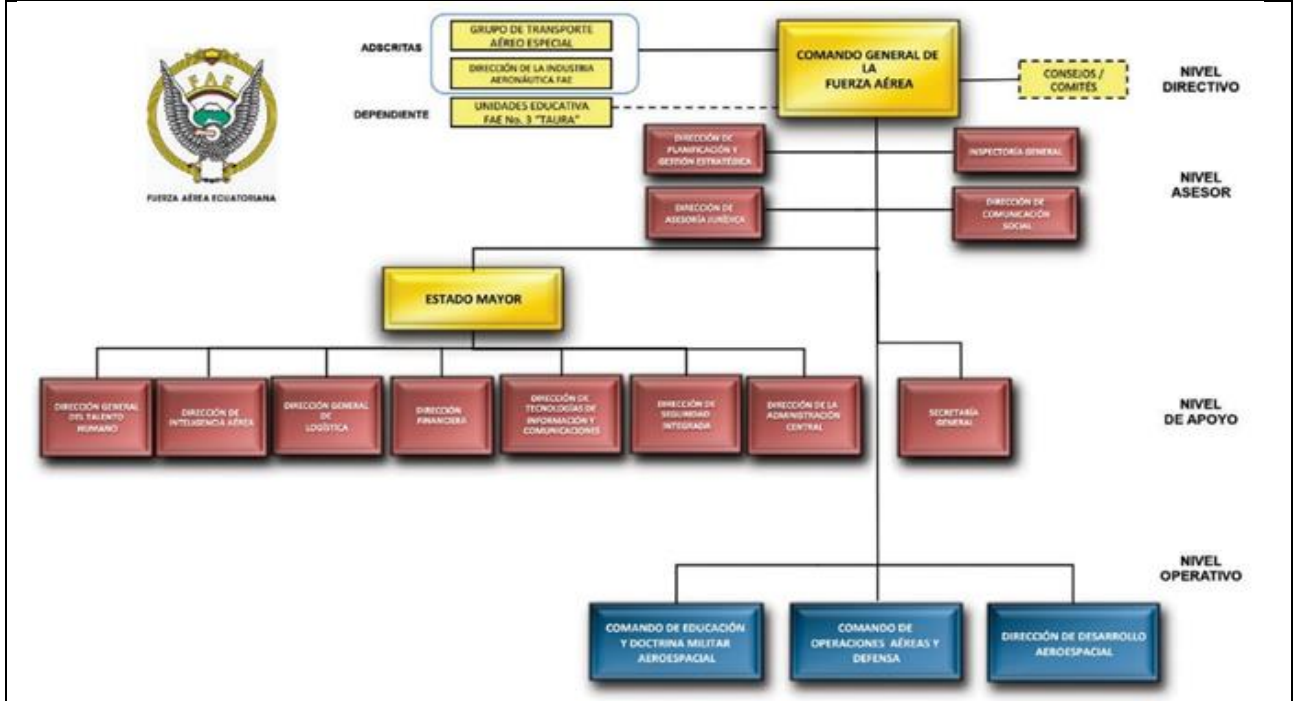 ADSCRITAS
GRUPO DE TRANSPORTE
AÉREO ESPECIAL
DIRECCIÓN DE LA INDUSTRIA
AERONÁUTICA FAE
DEPENDIENTE
UNIDADES EDUCATIVA
FAE No. 3 "TAURA"
COMANDO GENERAL DE
LA
FUERZA AÉREA
CONSEJOS /
COMITÉS
NIVEL
DIRECTIVO
FAE
FUERZA AÉREA ECUATORIANA
DIRECCIÓN DE
PLANIFICACIÓN Y
GESTIÓN ESTRATÉGICA
INSPECTORÍA GENERAL
DIRECCIÓN DE
ASESORÍA JURÍDICA
DIRECCIÓN DE
COMUNICACIÓN
SOCIAL
NIVEL
ASESOR
ESTADO MAYOR
DIRECCIÓN GENERAL
DEL TALENTO
HUMANO
DIRECCIÓN DE
INTELIGENCIA AÉREA
DIRECCIÓN GENERAL
DE
LOGÍSTICA
DIRECCIÓN
FINANCIERA
DIRECCIÓN DE
TECNOLOGÍAS DE
INFORMACIÓN Y
COMUNICACIONES
DIRECCIÓN DE
SEGURIDAD
INTEGRADA
DIRECCIÓN DE LA
ADMINISTRACIÓN
CENTRAL
SECRETARÍA
GENERAL
NIVEL
DE APOYO
NIVEL
OPERATIVO
COMANDO DE EDUCACIÓN
Y DOCTRINA MILITAR
AEROESPACIAL
COMANDO DE
OPERACIONES AÉREAS Y
DEFENSA
DIRECCIÓN DE DESARROLLO
AEROESPACIAL